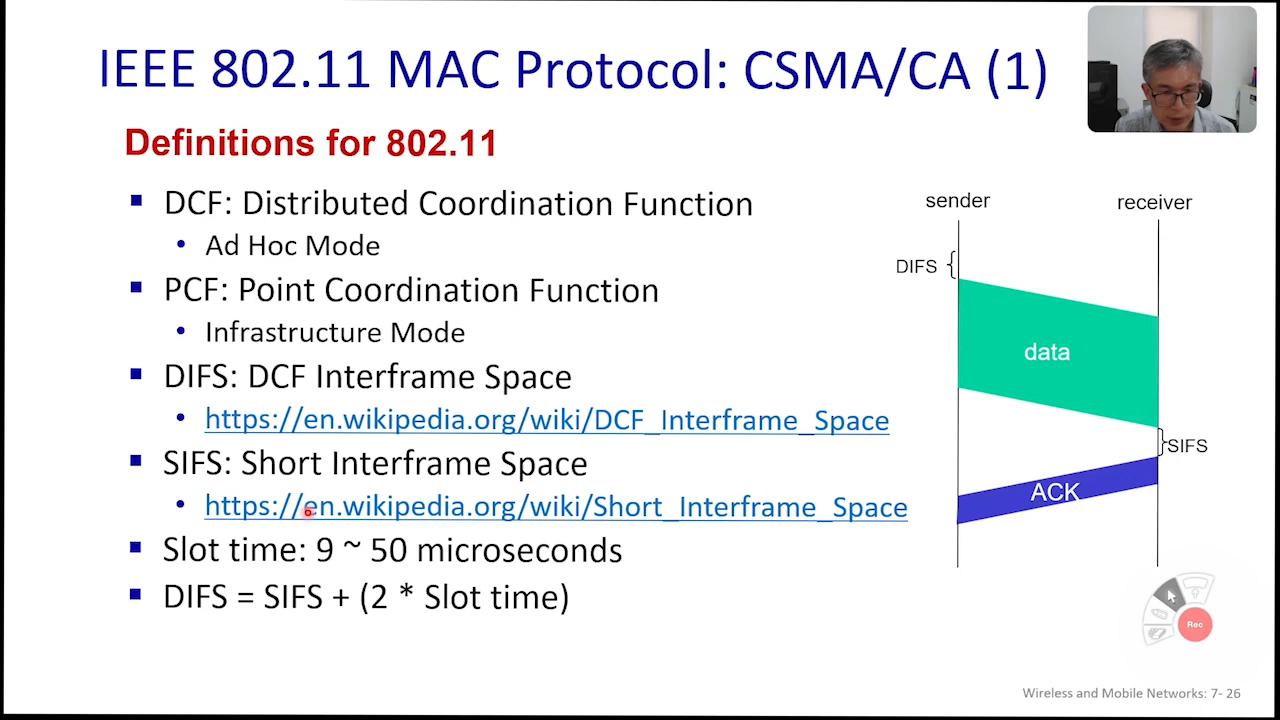 IEEE 802.11 MAC Protocol: CSMA/CA (1)
Definitions for 802.11
DCF: Distributed Coordination Function
Ad Hoc Mode
PCF: Point Coordination Function
Infrastructure Mode
DIFS: DCF Interframe Space
https://en.wikipedia.org/wiki/DCF_Interframe_Space
SIFS: Short Interframe Space
https://en.wikipedia.org/wiki/Short_Interframe_Space
Slot time: 9 ~ 50 microseconds
DIFS = SIFS + (2 * Slot time)
sender
receiver
DIFS
data
SIFS
ACK
Rec
Wireless and Mobile Networks: 7- 26